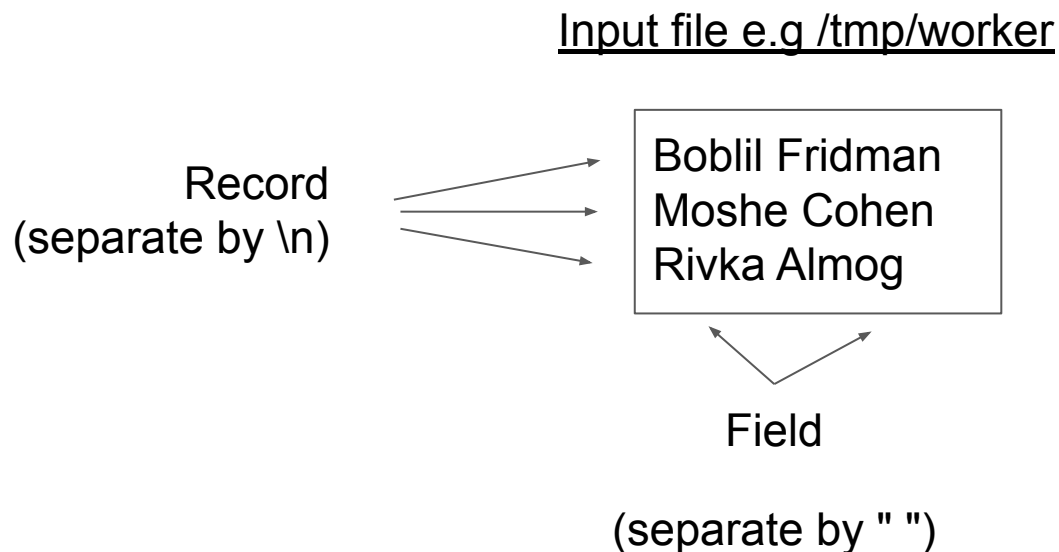 Input file e.g /tmp/worker
Record
(separate by \n)
Boblil Fridman
Moshe Cohen
Rivka Almog
Field
(separate by " ")